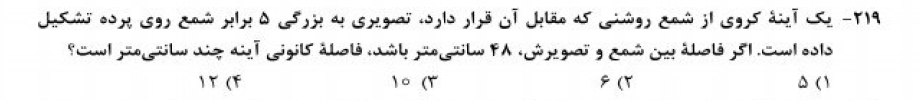 ۲۱۹- یک آینهٔ کروی از شمع روشنی که مقابل آن قرار دارد، تصویری به بزرگی ۵ برابر شمع روی پرده تشکیل
داده است. اگر فاصلهٔ بین شمع و تصویرش، ۴۸ سانتی‌متر باشد، فاصلهٔ کانونی آینه چند سانتی‌متر است؟
۱) ۵ ۲) ۶ ۳) ۱۰ ۴) ۱۲